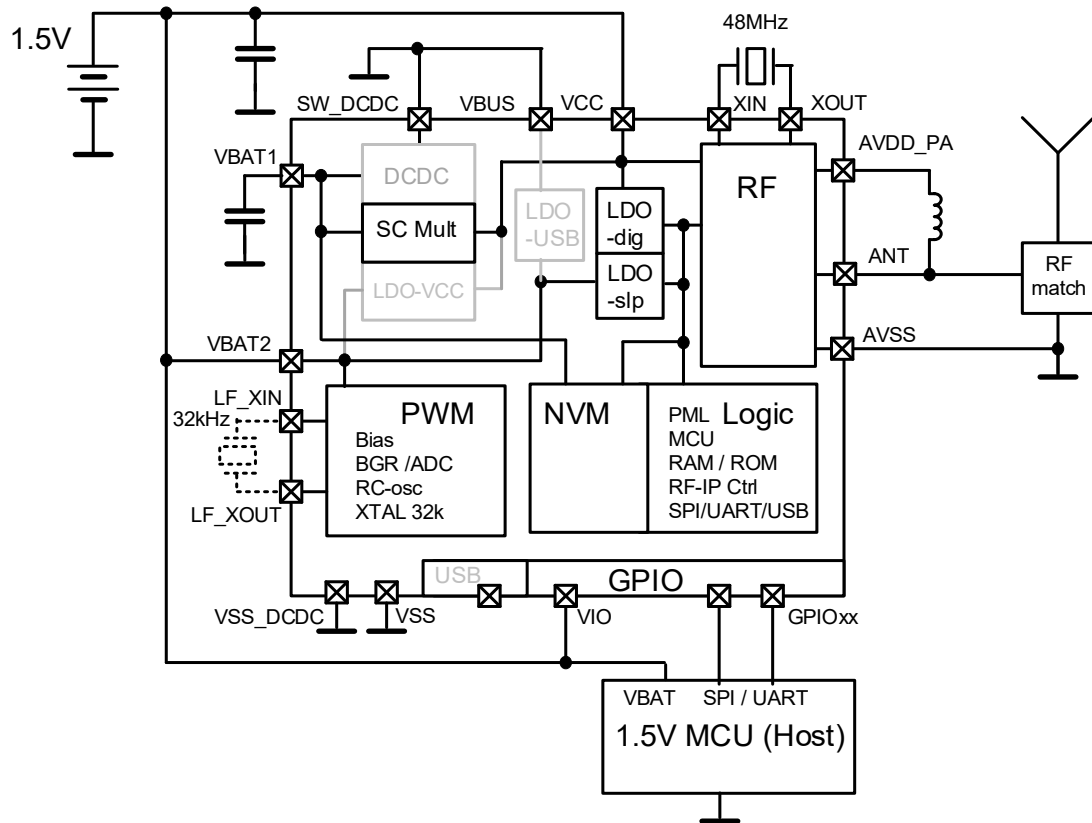 1.5V
48MHz
SW_DCDC
VBUS
VCC
XIN
XOUT
VBAT1
AVDD_PA
DCDC
RF
SC Mult
LDO
-USB
LDO
-dig
LDO-VCC
LDO
-slp
ANT
RF
match
VBAT2
AVSS
LF_XIN
32kHz
LF_XOUT
PWM
Bias
BGR /ADC
RC-osc
XTAL 32k
NVM
Logic
PML
MCU
RAM / ROM
RF-IP Ctrl
SPI/UART/USB
USB
GPIO
VSS_DCDC
VSS
VIO
GPIOxx
VBAT
SPI / UART
1.5V MCU (Host)